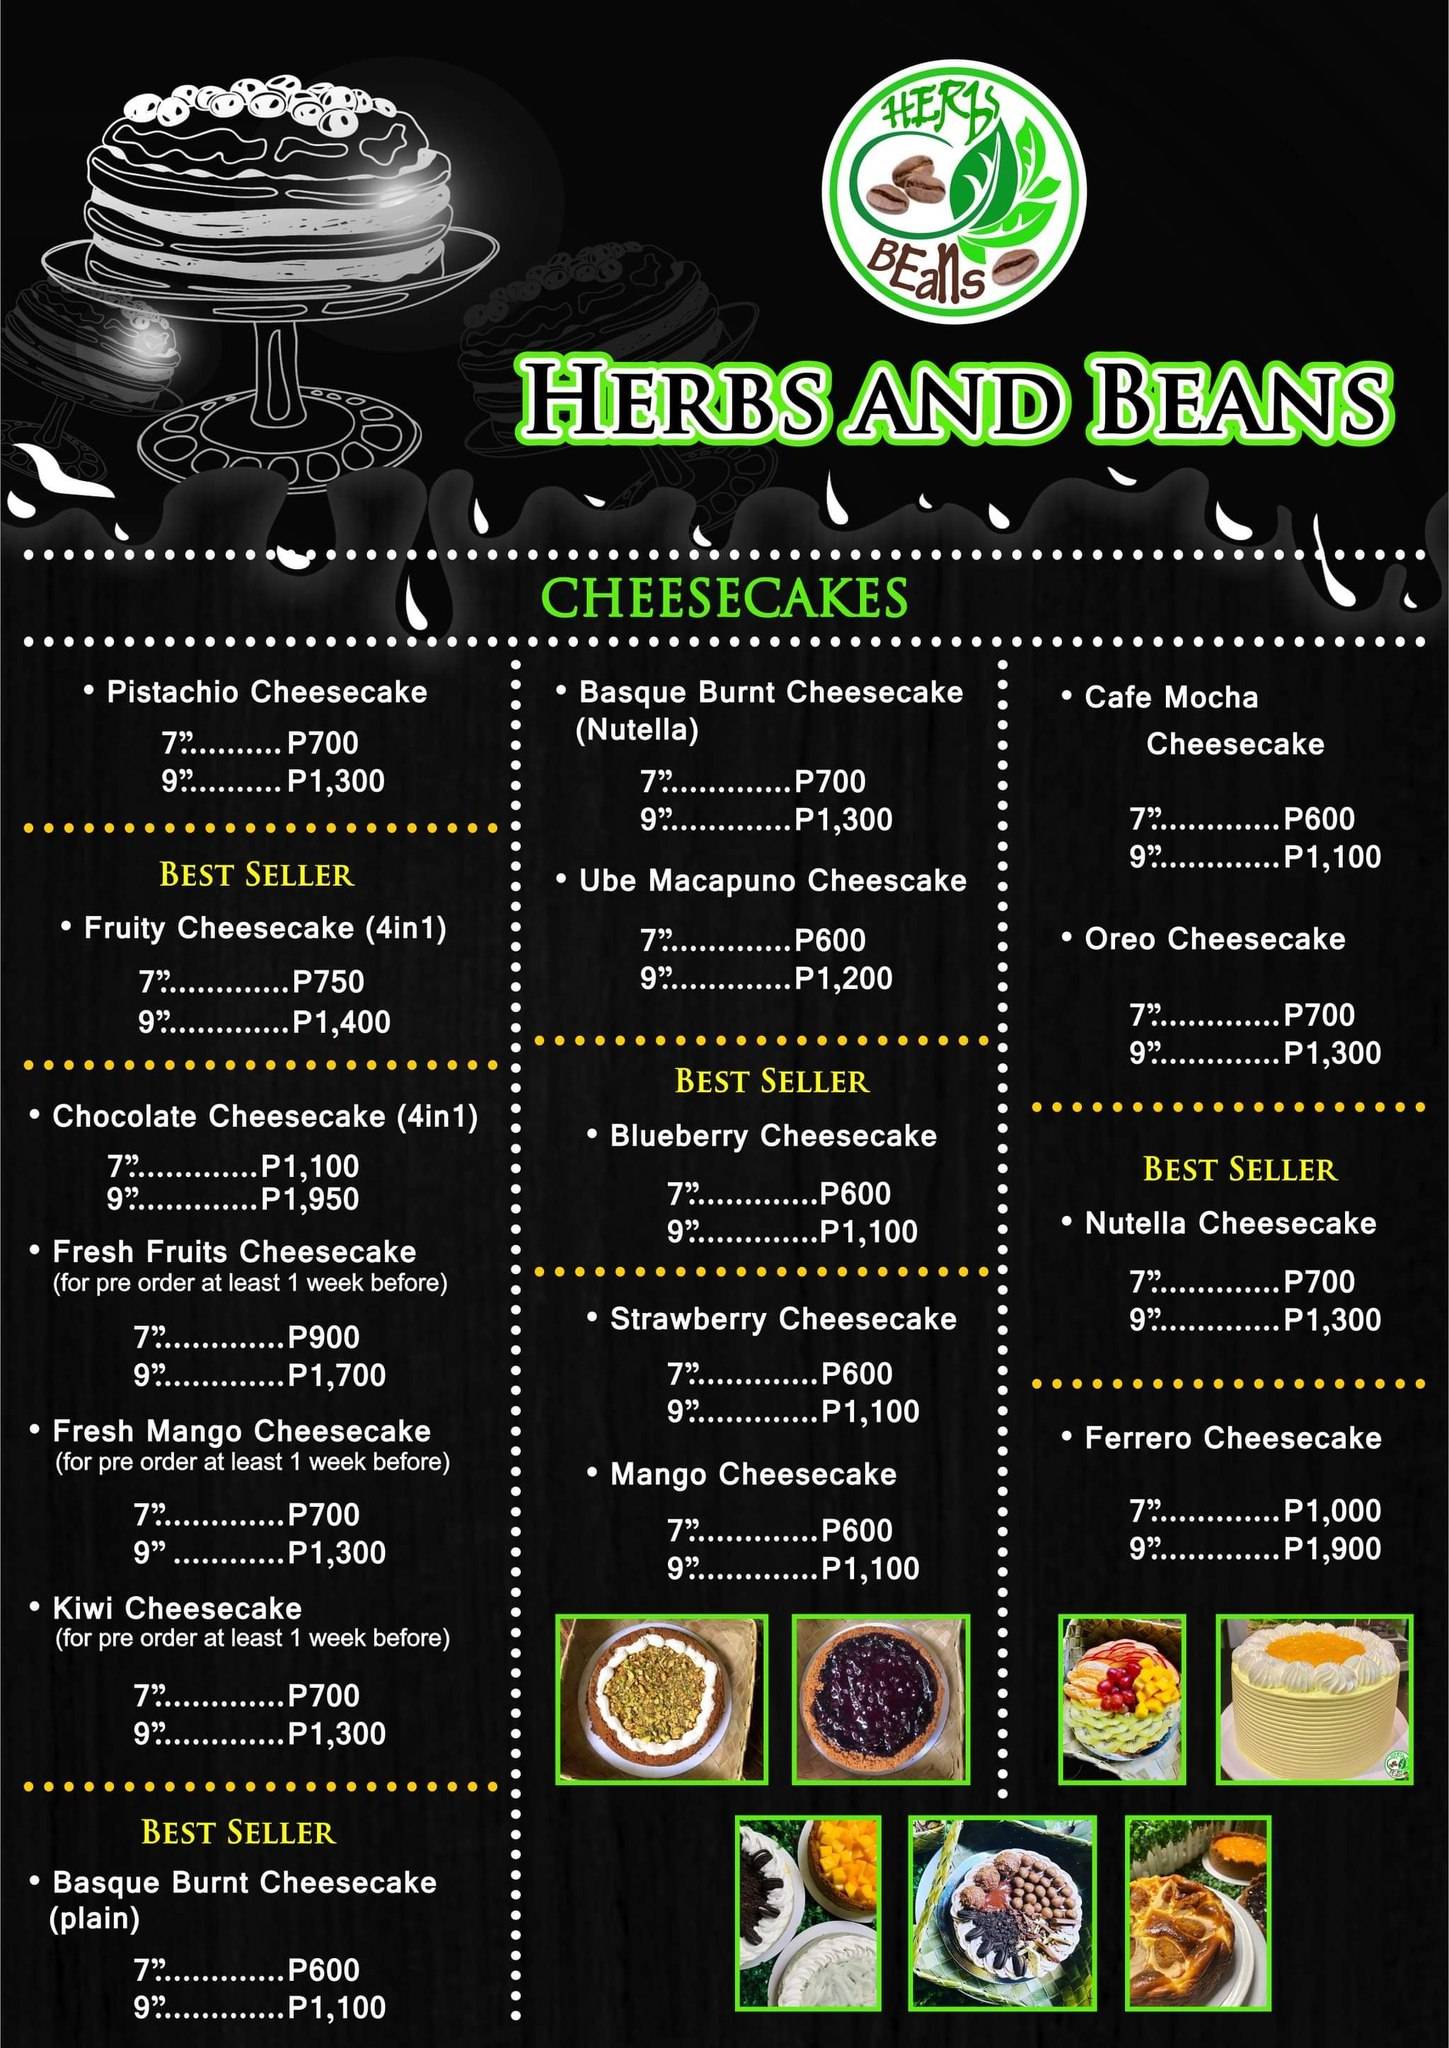 HERbs
BEans
HERBS AND BEANS
CHEESECAKES
• Pistachio Cheesecake
7”..........P700
9”..........P1,300
BEST SELLER
• Fruity Cheesecake (4in1)
7”.............P750
9”.............P1,400
• Chocolate Cheesecake (4in1)
7”.............P1,100
9”.............P1,950
• Fresh Fruits Cheesecake
(for pre order at least 1 week before)
7”.............P900
9”.............P1,700
• Fresh Mango Cheesecake
(for pre order at least 1 week before)
7”.............P700
9” ............P1,300
• Kiwi Cheesecake
(for pre order at least 1 week before)
7”.............P700
9”.............P1,300
BEST SELLER
• Basque Burnt Cheesecake
(plain)
7”.............P600
9”.............P1,100
• Basque Burnt Cheesecake
(Nutella)
7”.............P700
9”.............P1,300
• Ube Macapuno Cheescake
7”.............P600
9”.............P1,200
BEST SELLER
• Blueberry Cheesecake
7”.............P600
9”.............P1,100
• Strawberry Cheesecake
7”.............P600
9”.............P1,100
• Mango Cheesecake
7”.............P600
9”.............P1,100
• Cafe Mocha
Cheesecake
7”.............P600
9”.............P1,100
• Oreo Cheesecake
7”.............P700
9”.............P1,300
BEST SELLER
• Nutella Cheesecake
7”.............P700
9”.............P1,300
• Ferrero Cheesecake
7”.............P1,000
9”.............P1,900